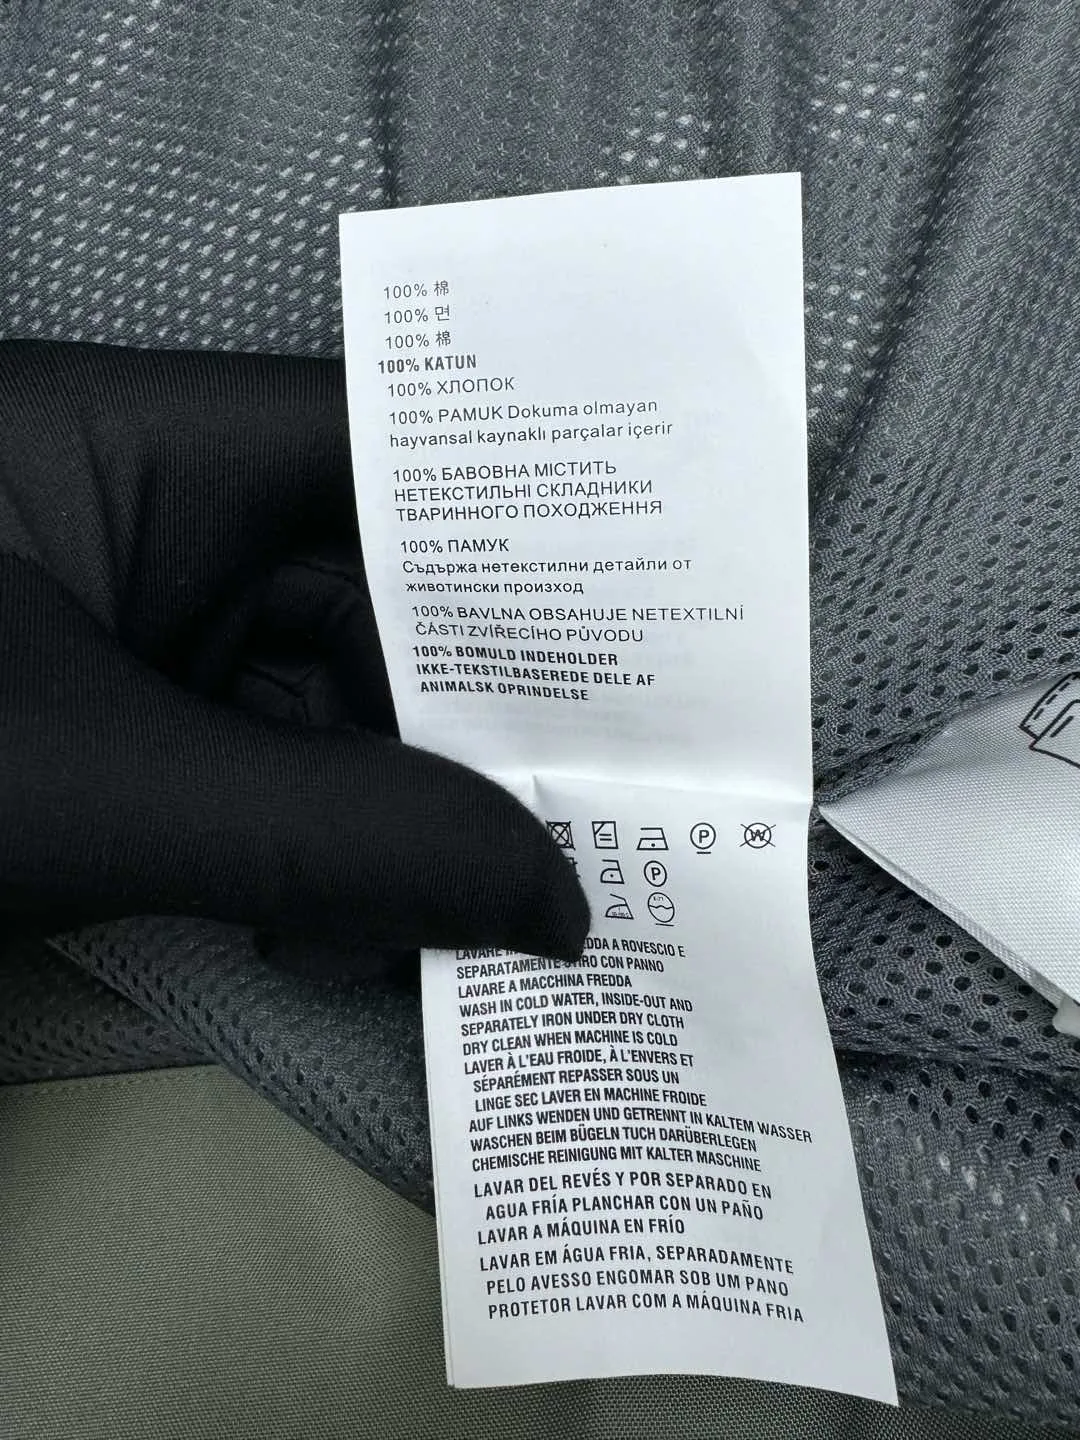 100% 棉
100% 면
100% 棉
100% KATUN
100% ХЛОПОК
100% PAMUK Dokuma olmayan
hayvansal kaynaklı parçalar içerir
100% БАВОВНА МІСТИТЬ
НЕТЕКСТИЛЬНІ СКЛАДНИКИ
ТВАРИННОГО ПОХОДЖЕННЯ
100% ПАМУК
Съдържа нетекстилни детайли от
животински произход
100% BAVLNA OBSAHUJE NETEXTILNÍ
ČÁSTI ZVÍŘECÍHO PŮVODU
100% BOMULD INDEHOLDER
IKKE-TEKSTILBASEREDE DELE AF
ANIMALSK OPRINDELSE
P W
P
LAVARE A ROVESCIO E
SEPARATAMENTE CON PANNO
LAVARE A MACCHINA FREDDA
WASH IN COLD WATER, INSIDE-OUT AND
SEPARATELY IRON UNDER DRY CLOTH
DRY CLEAN WHEN MACHINE IS COLD
LAVER À L'EAU FROIDE, À L'ENVERS ET
SÉPARÉMENT REPASSER SOUS UN
LINGE SEC LAVER EN MACHINE FROIDE
AUF LINKS WENDEN UND GETRENNT IN KALTEM WASSER
WASCHEN BEIM BÜGELN TUCH DARÜBERLEGEN
CHEMISCHE REINIGUNG MIT KALTER MASCHINE
LAVAR DEL REVÉS Y POR SEPARADO EN
AGUA FRÍA PLANCHAR CON UN PAÑO
LAVAR A MÁQUINA EN FRÍO
LAVAR EM ÁGUA FRIA, SEPARADAMENTE
PELO AVESSO ENGOMAR SOB UM PANO
PROTETOR LAVAR COM A MÁQUINA FRIA